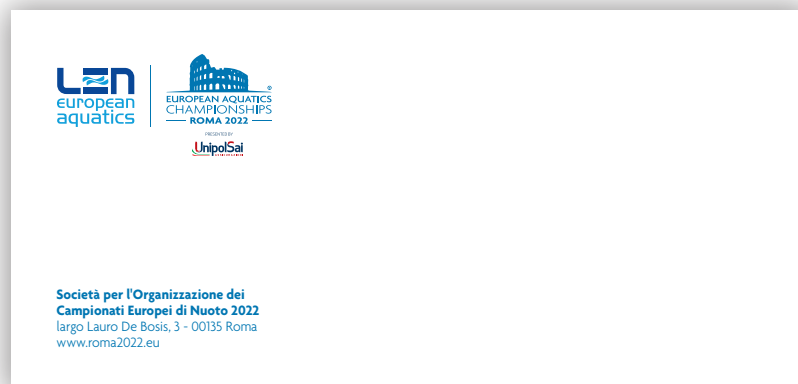 LEN
european
aquatics
EUROPEAN AQUATICS
CHAMPIONSHIPS
ROMA 2022
PRESENTED BY
UnipolSai
Società per l'Organizzazione dei
Campionati Europei di Nuoto 2022
largo Lauro De Bosis, 3 - 00135 Roma
www.roma2022.eu